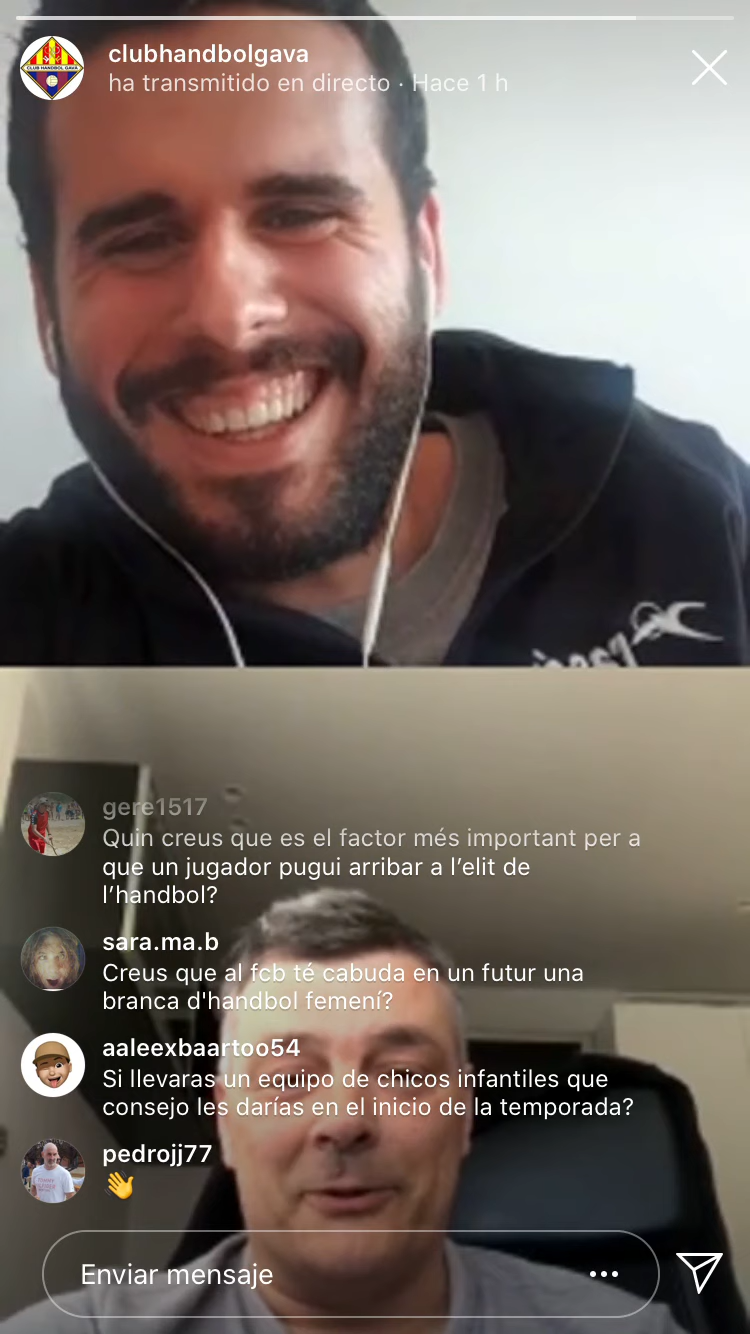 CLUB HANDBOL GAVÀ
clubhandbolgava
ha transmitido en directo · Hace 1 h
gere1517
Quin creus que es el factor més important per a
que un jugador pugui arribar a l’elit de
l’handbol?
sara.ma.b
Creus que al fcb té cabuda en un futur una
branca d'handbol femení?
aaleexbaartoo54
Si llevaras un equipo de chicos infantiles que
consejo les darías en el inicio de la temporada?
pedrojj77
👋
Enviar mensaje